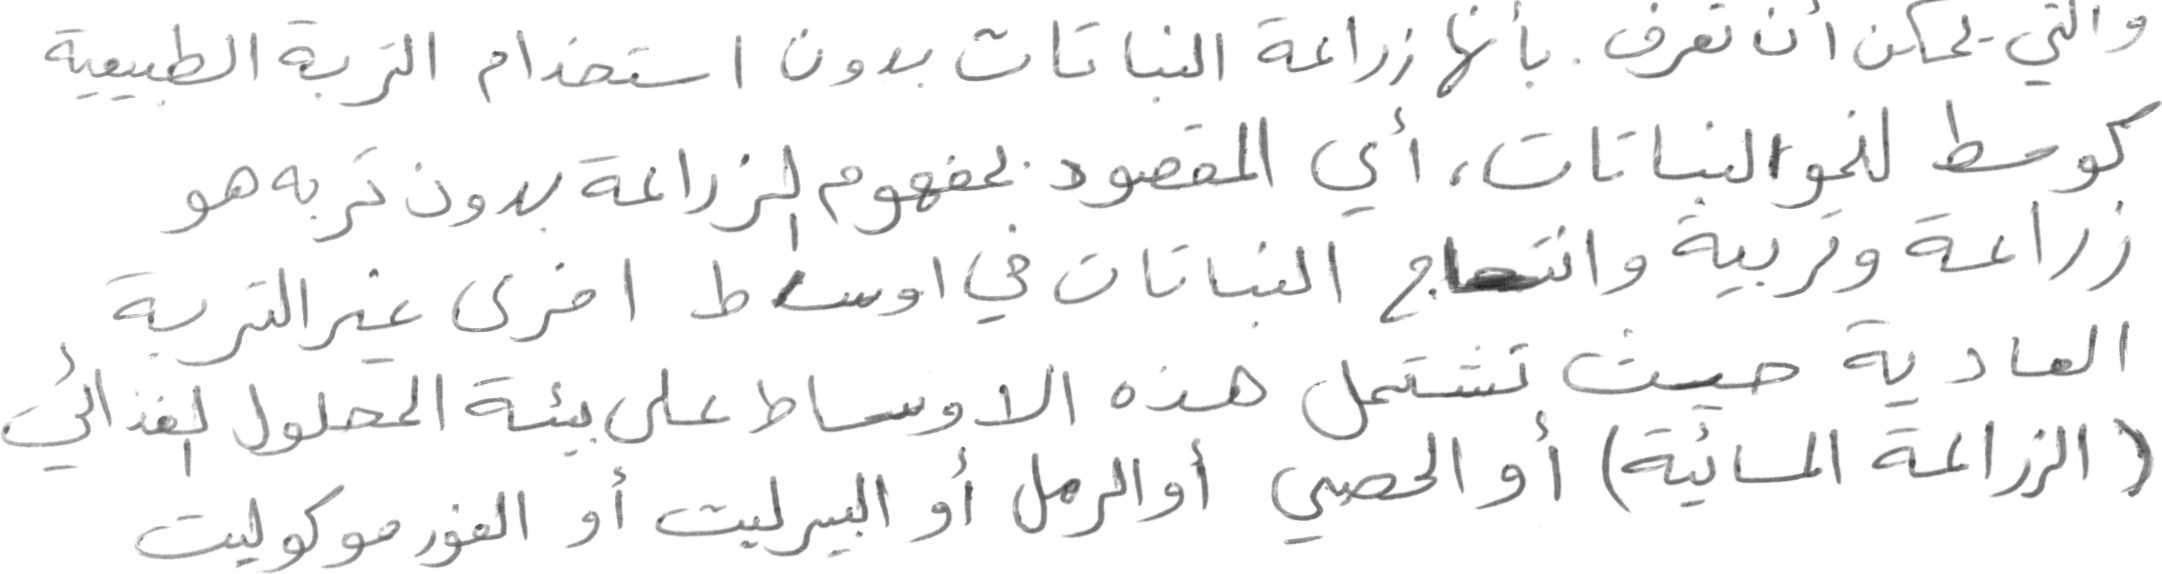 والتي يمكن أن تعرف بأنها زراعة النباتات بدون استخدام التربة الطبيعية
كوسط لنمو النباتات، أي المقصود بمفهوم الزراعة بدون تربه هو
زراعة وتربية وانتاج النباتات في اوساط اخرى غير التربة
العادية حيث تشتمل هذه الاوساط على بيئة المحلول الغذائي
(الزراعة المائية) أو الحصي أو الرمل أو البيرليت أو الفورموكوليت